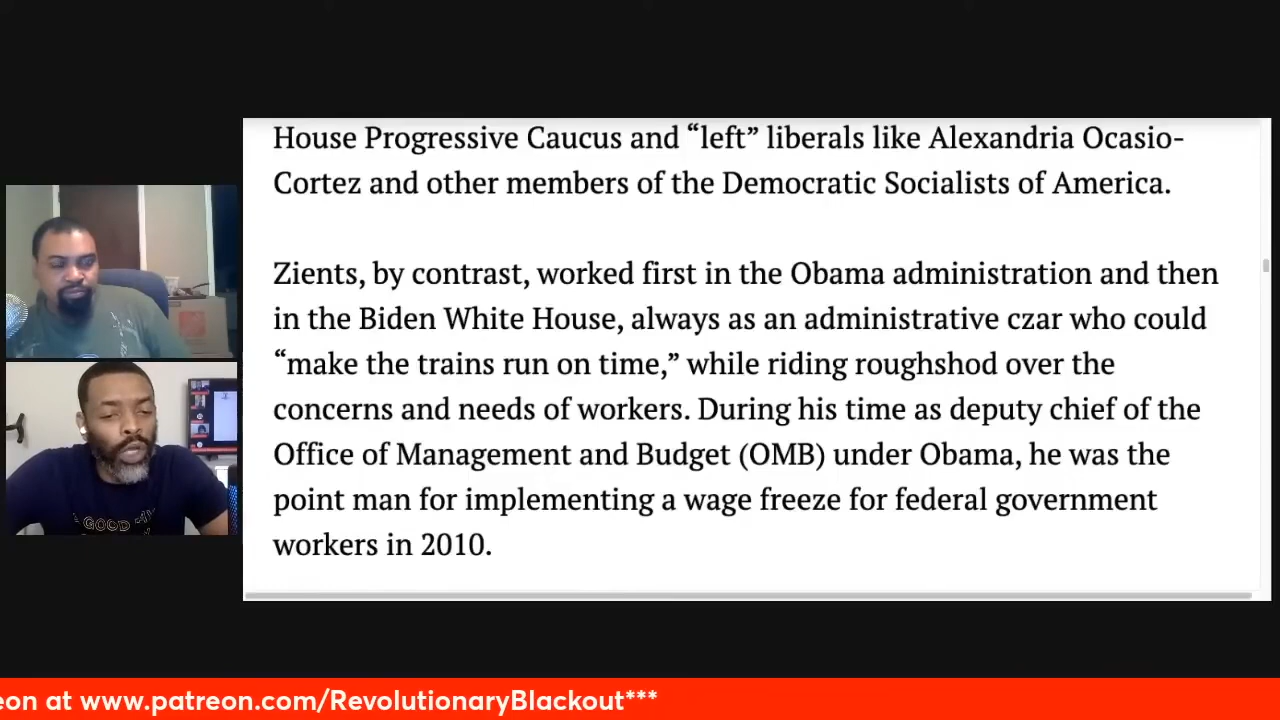 House Progressive Caucus and “left” liberals like Alexandria Ocasio-
Cortez and other members of the Democratic Socialists of America.
Zients, by contrast, worked first in the Obama administration and then
in the Biden White House, always as an administrative czar who could
“make the trains run on time,” while riding roughshod over the
concerns and needs of workers. During his time as deputy chief of the
Office of Management and Budget (OMB) under Obama, he was the
point man for implementing a wage freeze for federal government
workers in 2010.
GOOD
eon at www.patreon.com/RevolutionaryBlackout***